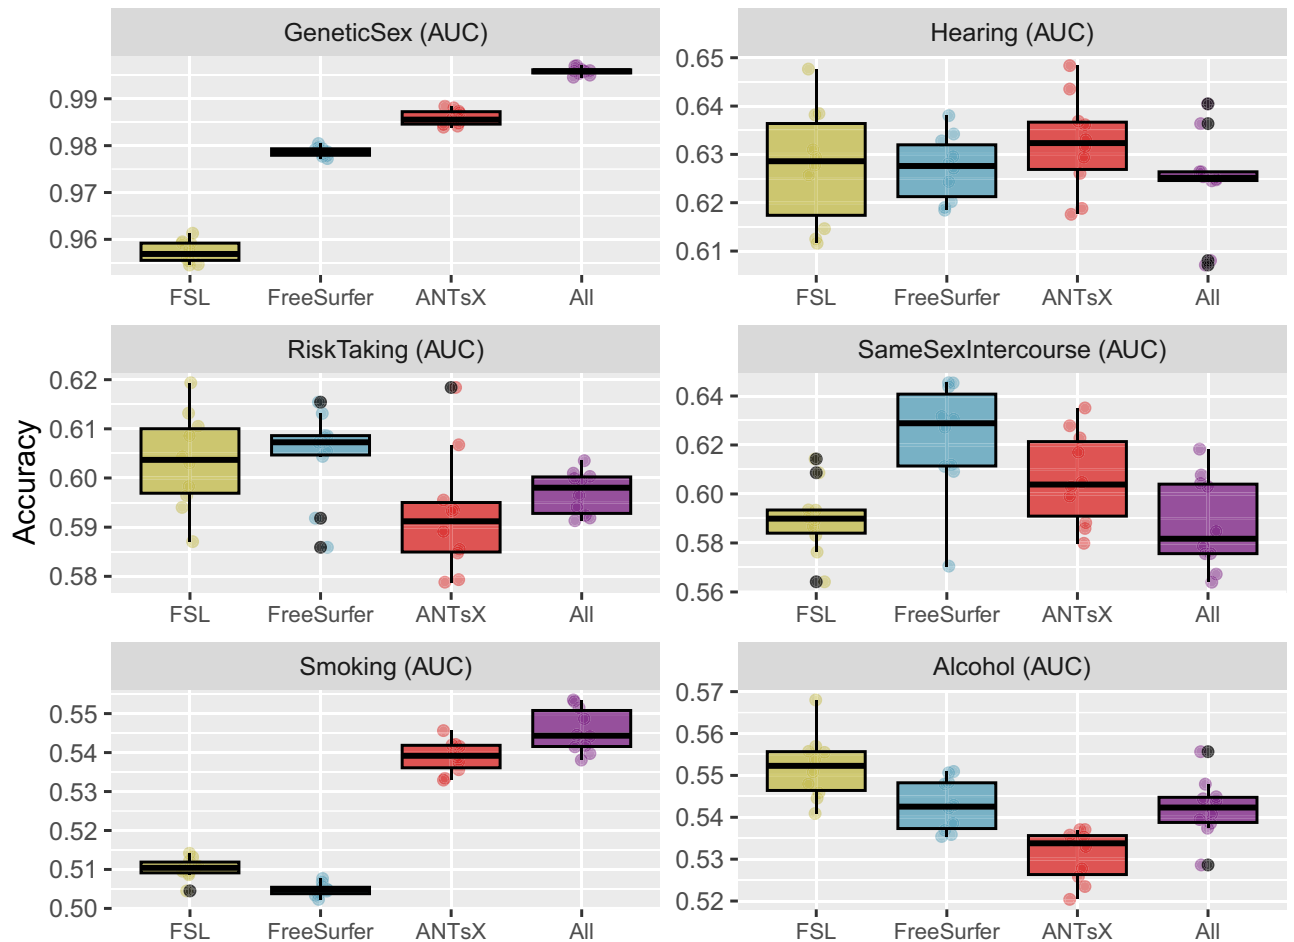 GeneticSex (AUC)
0.99
0.98
0.97
0.96
FSL FreeSurfer ANTsX All
Hearing (AUC)
0.65
0.64
0.63
0.62
0.61
FSL FreeSurfer ANTsX All
Accuracy
RiskTaking (AUC)
0.62
0.61
0.60
0.59
0.58
FSL FreeSurfer ANTsX All
SameSexIntercourse (AUC)
0.64
0.62
0.60
0.58
0.56
FSL FreeSurfer ANTsX All
Smoking (AUC)
0.55
0.54
0.53
0.52
0.51
0.50
FSL FreeSurfer ANTsX All
Alcohol (AUC)
0.57
0.56
0.55
0.54
0.53
0.52
FSL FreeSurfer ANTsX All